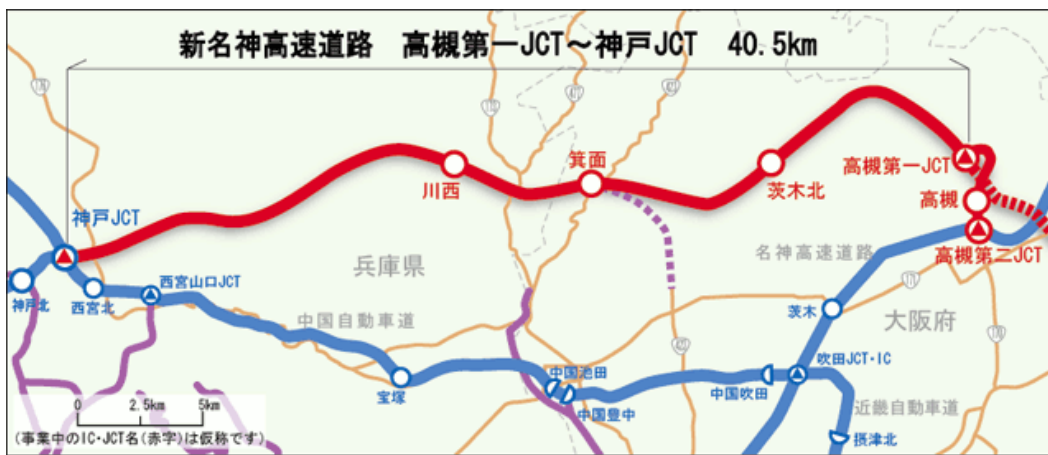 新名神高速道路 高槻第一JCT～神戸JCT 40.5km
川西
箕面
茨木北
高槻第一JCT
高槻
高槻第二JCT
神戸JCT
神戸北
西宮北
西宮山口JCT
兵庫県
中国自動車道
名神高速道路
茨木
大阪府
宝塚
中国池田
中国豊中
中国吹田
吹田JCT・IC
近畿自動車道
摂津北
0 2.5km 5km
(事業中のIC・JCT名(赤字)は仮称です)